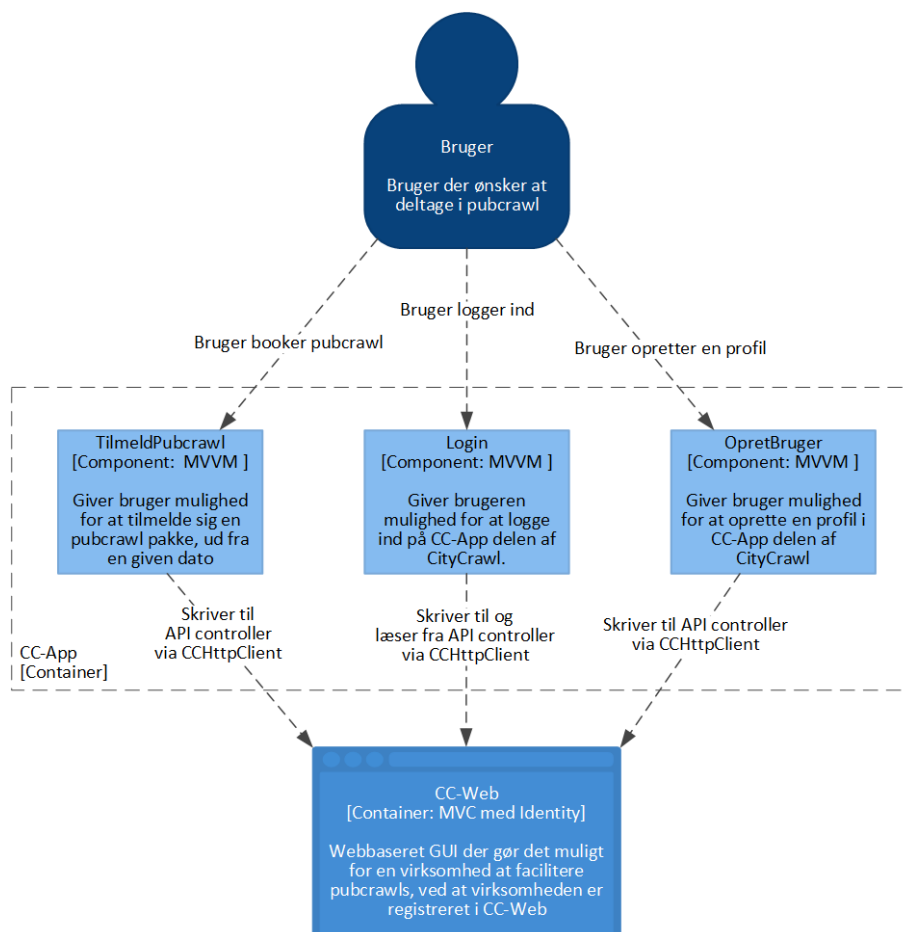 Bruger
Bruger der ønsker at
deltage i pubcrawl
Bruger booker pubcrawl
Bruger logger ind
Bruger opretter en profil
TilmeldPubcrawl
[Component: MVVM ]
Giver bruger mulighed
for at tilmelde sig en
pubcrawl pakke, ud fra
en given dato
Login
[Component: MVVM ]
Giver brugeren
mulighed for at logge
ind på CC-App delen af
CityCrawl.
OpretBruger
[Component: MVVM ]
Giver bruger mulighed
for at oprette en profil i
CC-App delen af
CityCrawl
Skriver til
API controller
via CCHttpClient
Skriver til og
læser fra API controller
via CCHttpClient
Skriver til API controller
via CCHttpClient
CC-App
[Container]
CC-Web
[Container: MVC med Identity]
Webbaseret GUI der gør det muligt
for en virksomhed at facilitere
pubcrawls, ved at virksomheden er
registreret i CC-Web